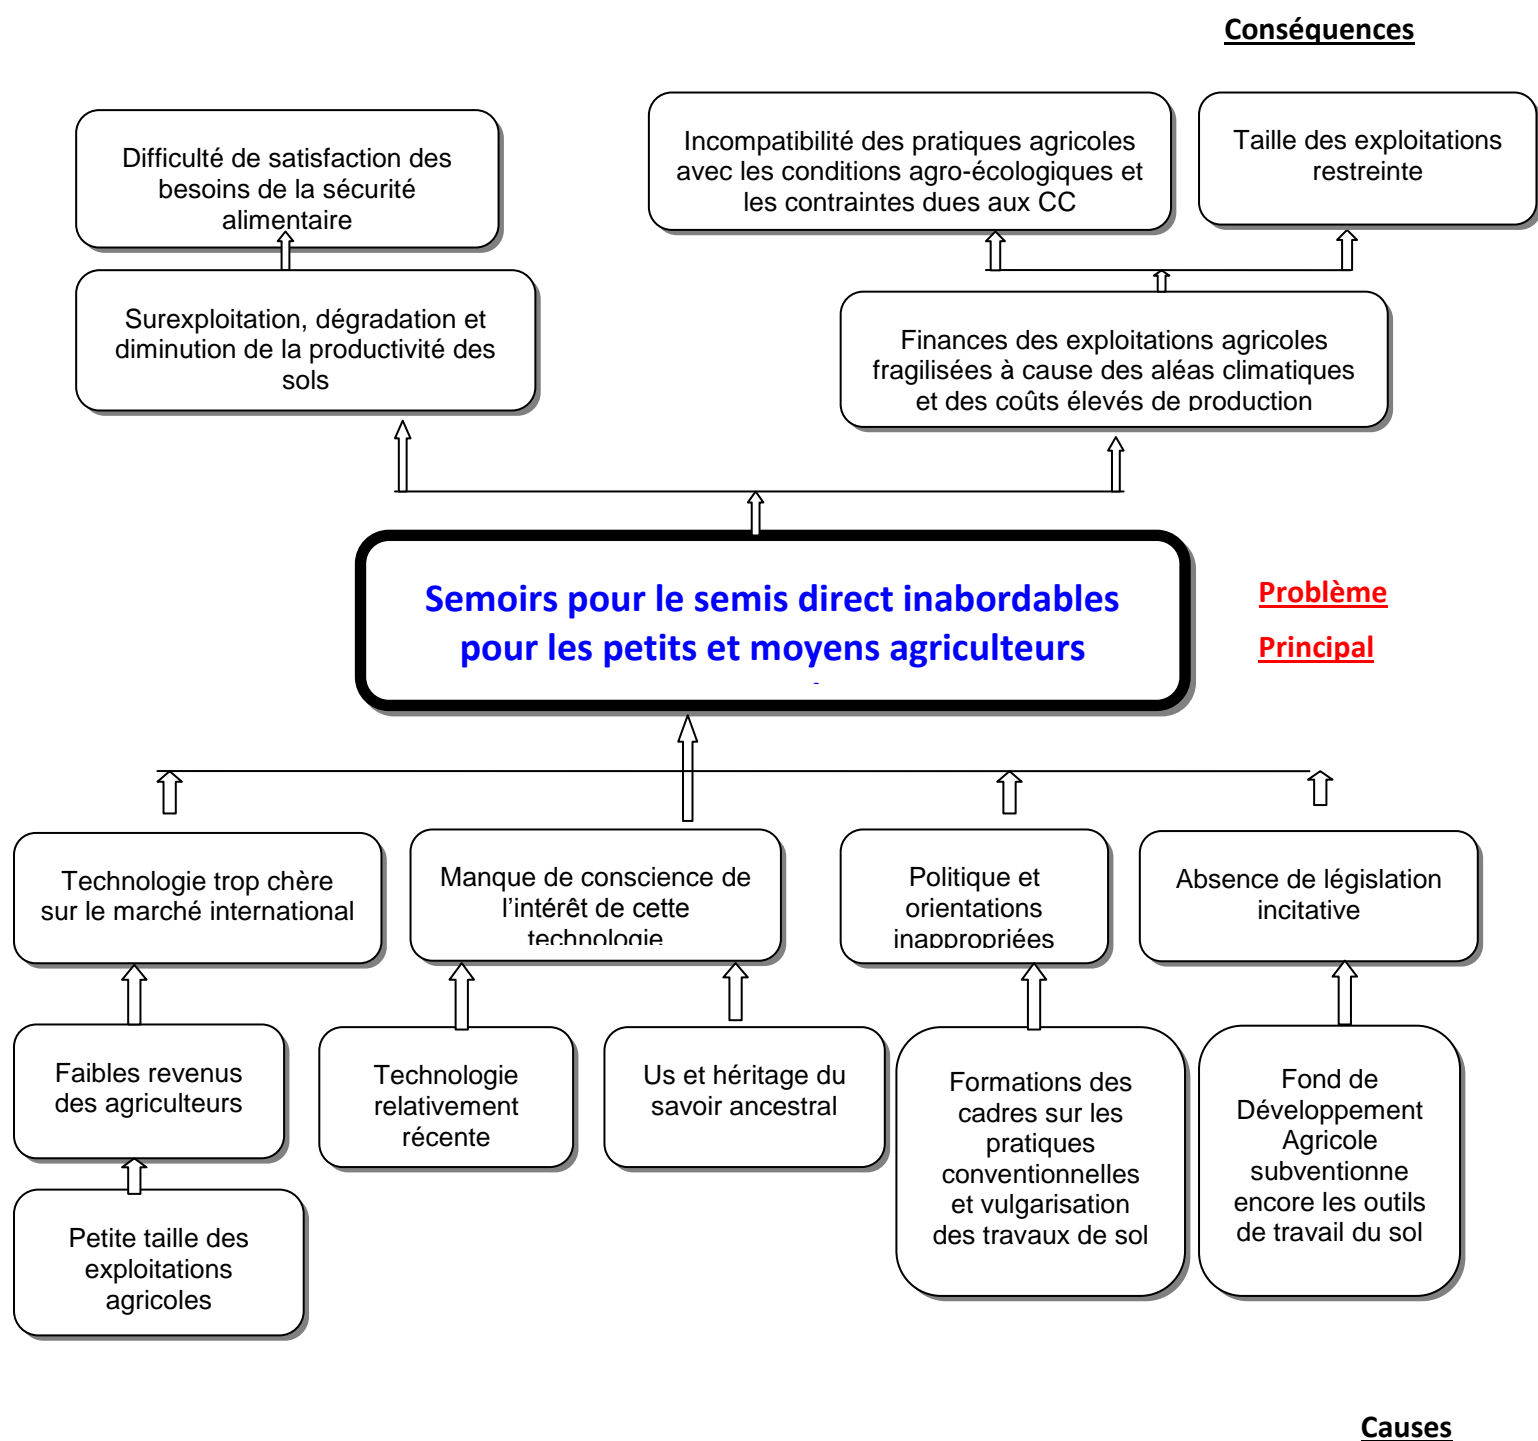 Conséquences
Difficulté de satisfaction des
besoins de la sécurité
alimentaire
Incompatibilité des pratiques agricoles
avec les conditions agro-écologiques et
les contraintes dues aux CC
Taille des exploitations
restreinte
Surexploitation, dégradation et
diminution de la productivité des
sols
Finances des exploitations agricoles
fragilisées à cause des aléas climatiques
et des coûts élevés de production
Semoirs pour le semis direct inabordables
pour les petits et moyens agriculteurs
Problème
Principal
Technologie trop chère
sur le marché international
Manque de conscience de
l'intérêt de cette
technologie
Politique et
orientations
inappropriées
Absence de législation
incitative
Faibles revenus
des agriculteurs
Technologie
relativement
récente
Us et héritage du
savoir ancestral
Formations des
cadres sur les
pratiques
conventionnelles
et vulgarisation
des travaux de sol
Fond de
Développement
Agricole
subventionne
encore les outils
de travail du sol
Petite taille des
exploitations
agricoles
Causes